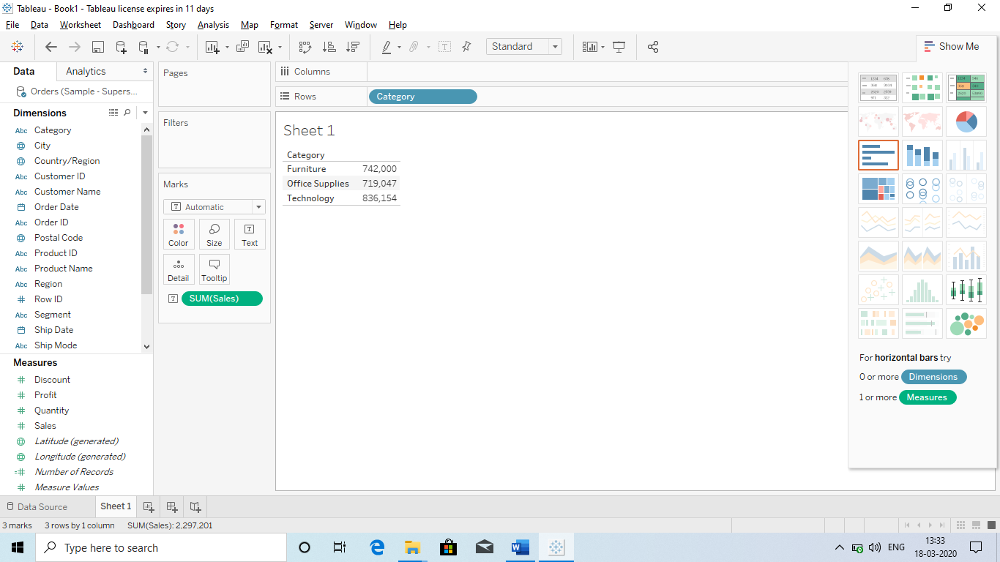 Tableau - Book1 - Tableau license expires in 11 days
File Data Worksheet Dashboard Story Analysis Map Format Server Window Help
Standard
Show Me
Data Analytics
Orders (Sample - Supers...
Dimensions
Abc Category
City
Country/Region
Abc Customer ID
Abc Customer Name
Order Date
Abc Order ID
Postal Code
Abc Product ID
Abc Product Name
Abc Region
Row ID
Abc Segment
Ship Date
Abc Ship Mode
Measures
Discount
Profit
Quantity
Sales
Latitude (generated)
Longitude (generated)
Number of Records
Measure Values
Pages
Filters
Marks
Automatic
Color Size Text
Detail Tooltip
SUM(Sales)
Columns
Rows Category
Sheet 1
Category
Furniture 742,000
Office Supplies 719,047
Technology 836,154
For horizontal bars try
0 or more Dimensions
1 or more Measures
Data Source Sheet 1
3 marks 3 rows by 1 column SUM(Sales): 2,297,201
Type here to search
ENG
13:33
18-03-2020